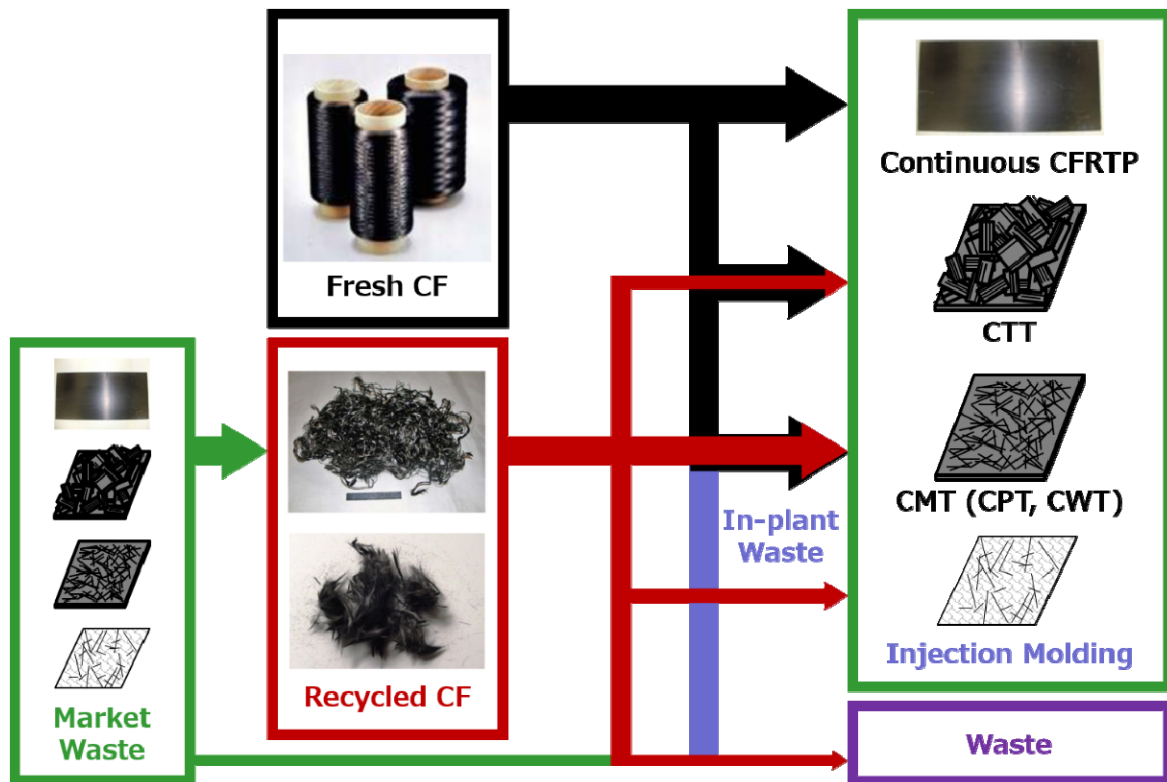 Fresh CF
Continuous CFRTP
CTT
CMT (CPT, CWT)
In-plant
Waste
Injection Molding
Recycled CF
Market
Waste
Waste